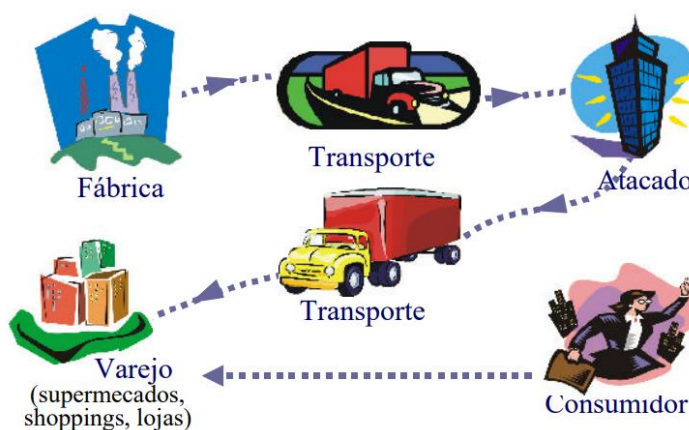 Fábrica
Transporte
Atacado
Transporte
Varejo
(supermecados,
shoppings, lojas)
Consumidor